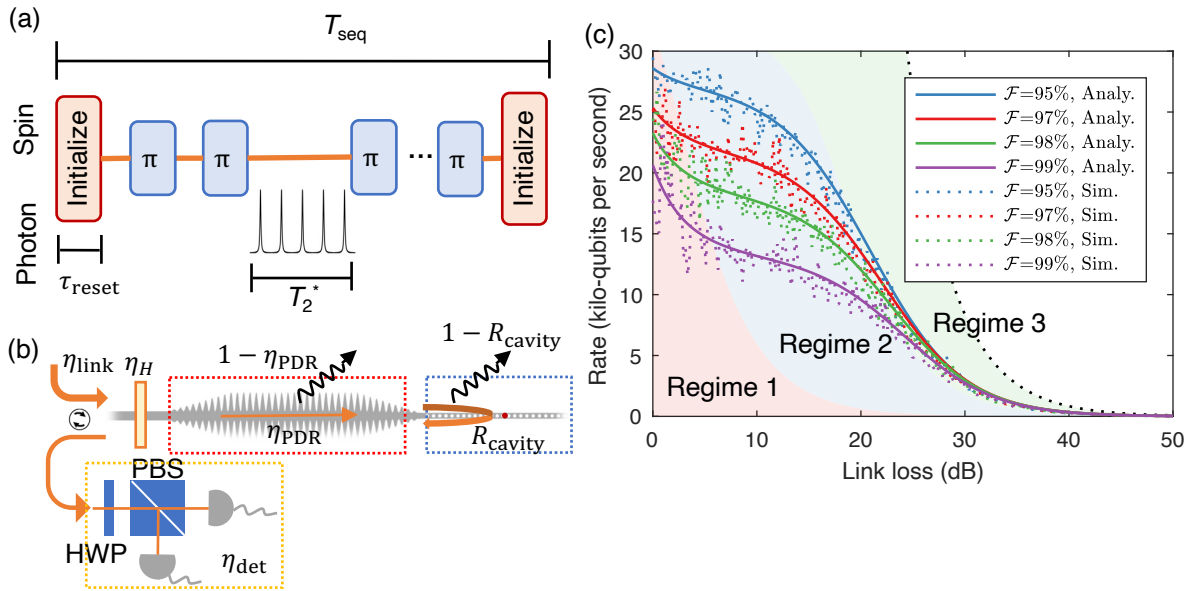 (a)
T_seq
Spin
Photon
Initialize
π
π
π
...
π
Initialize
τ_reset
T_2^*
(b)
η_link
η_H
1 − η_PDR
1 − R_cavity
η_PDR
R_cavity
PBS
HWP
η_det
(c)
Rate (kilo-qubits per second)
30
25
20
15
10
5
0
0 10 20 30 40 50
Link loss (dB)
Regime 1
Regime 2
Regime 3
F=95%, Analy.
F=97%, Analy.
F=98%, Analy.
F=99%, Analy.
F=95%, Sim.
F=97%, Sim.
F=98%, Sim.
F=99%, Sim.